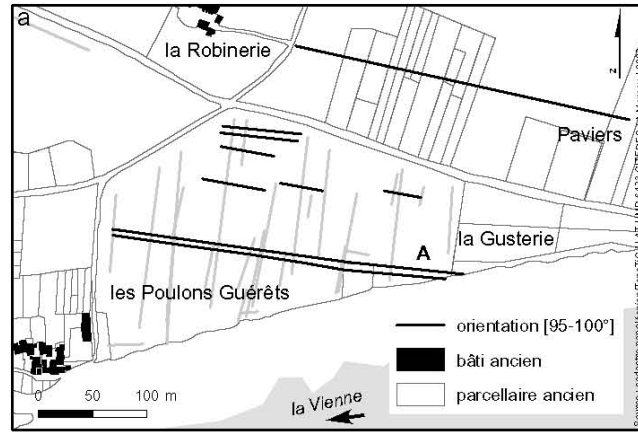 a
la Robinerie
z
Paviers
A
la Gusterie
les Poulons Guérêts
orientation [95-100°]
bâti ancien
parcellaire ancien
0 50 100 m
la Vienne